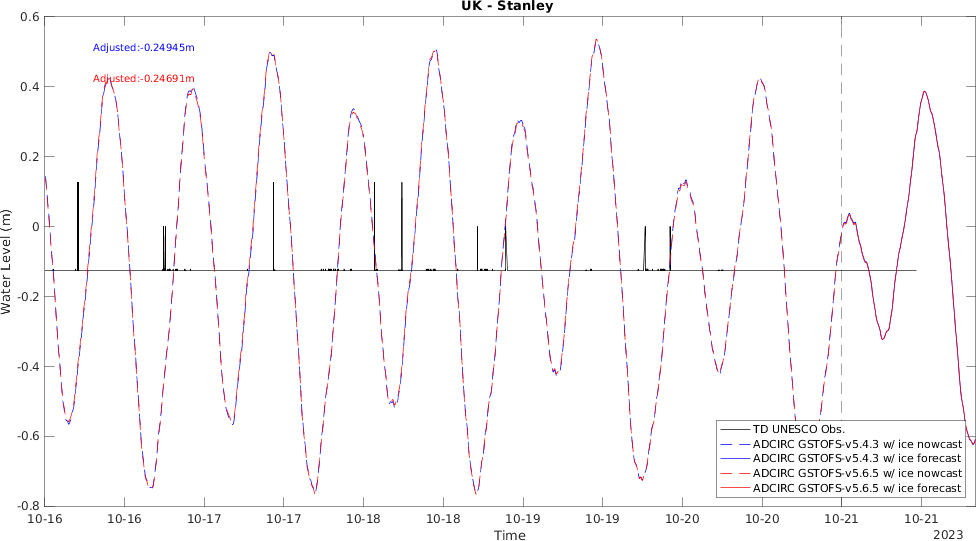 UK - Stanley
0.6
0.4
0.2
0
-0.2
-0.4
-0.6
-0.8
Water Level (m)
Adjusted:-0.24945m
Adjusted:-0.24691m
TD UNESCO Obs.
ADCIRC GSTOFS-v5.4.3 w/ ice nowcast
ADCIRC GSTOFS-v5.4.3 w/ ice forecast
ADCIRC GSTOFS-v5.6.5 w/ ice nowcast
ADCIRC GSTOFS-v5.6.5 w/ ice forecast
10-16 10-16 10-17 10-17 10-18 10-18 10-19 10-19 10-20 10-20 10-21 10-21
Time
2023